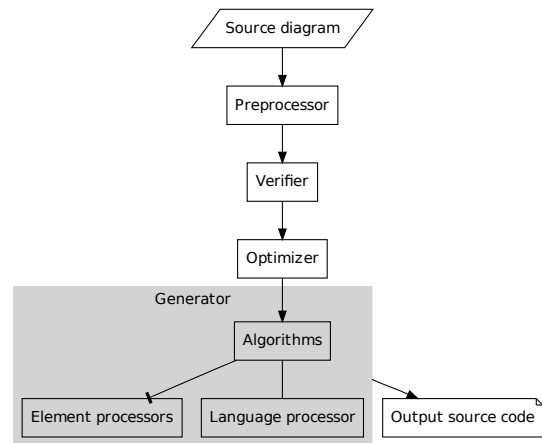 Source diagram
Preprocessor
Verifier
Optimizer
Generator
Algorithms
Element processors
Language processor
Output source code